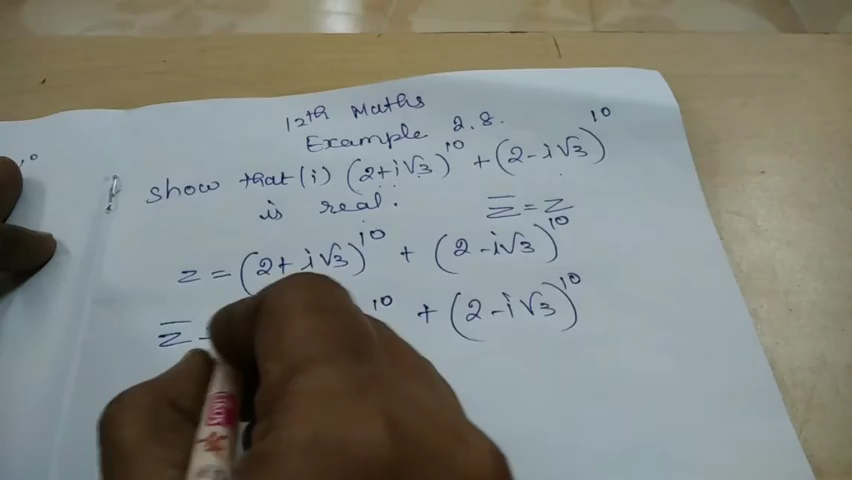 12th Maths
Example 2.8.
show that (i) (2+i√3)^10 + (2-i√3)^10
is real.
z̅ = z
z = (2+i√3)^10 + (2-i√3)^10
z̅ = ^10 + (2-i√3)^10